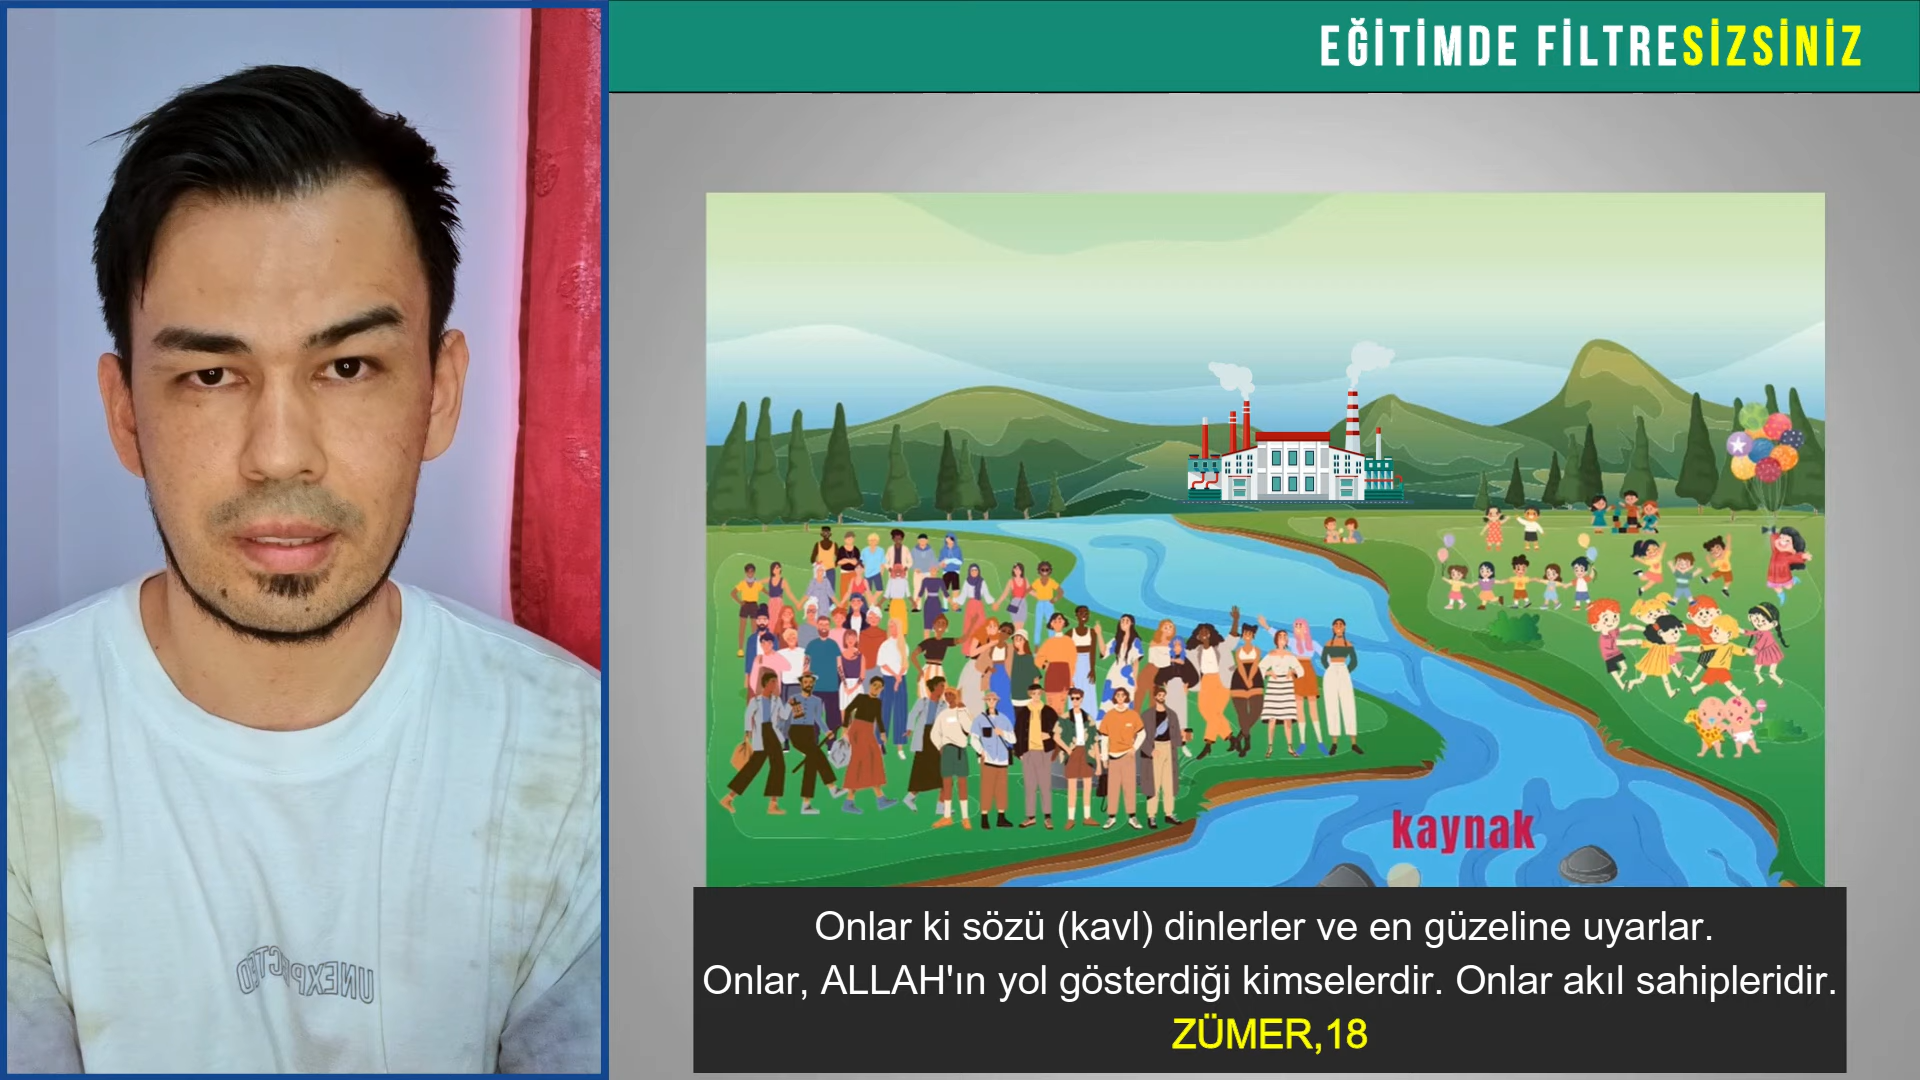 EĞİTİMDE FİLTRESİZSİNİZ
kaynak
Onlar ki sözü (kavl) dinlerler ve en güzeline uyarlar.
Onlar, ALLAH'ın yol gösterdiği kimselerdir. Onlar akıl sahipleridir.
ZÜMER,18
UNEXPECTED